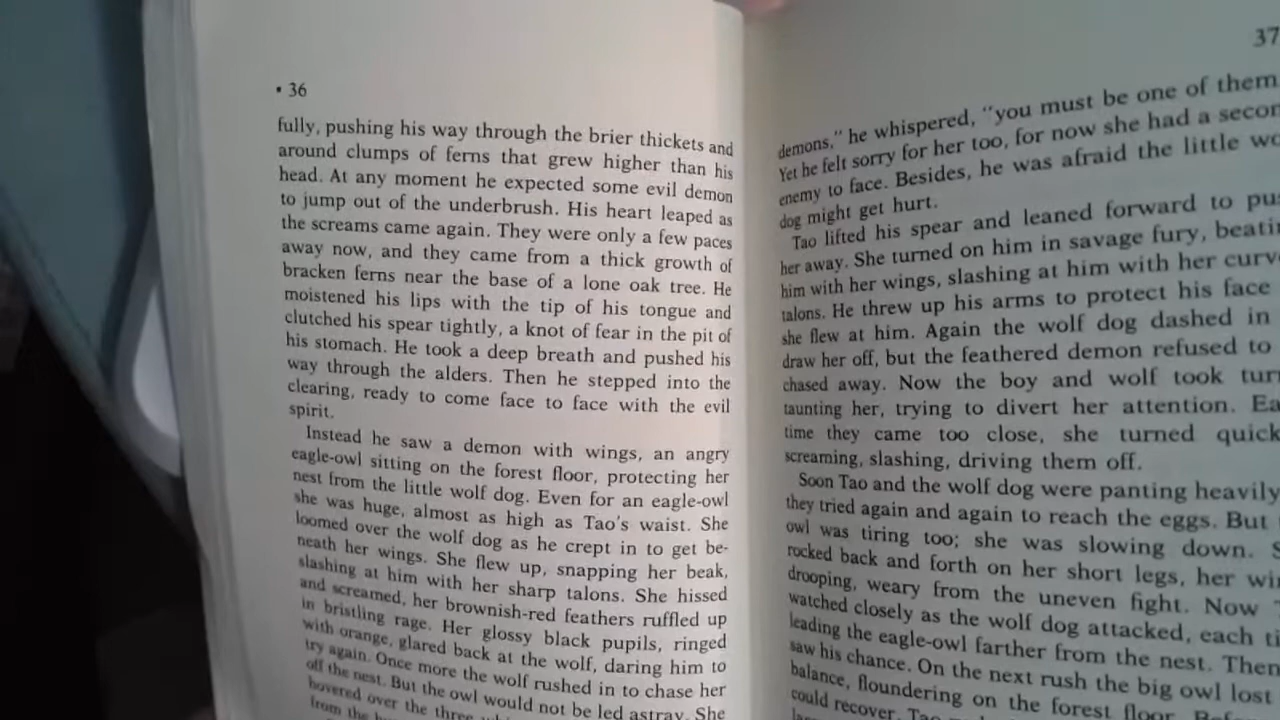 • 36
fully, pushing his way through the brier thickets and
around clumps of ferns that grew higher than his
head. At any moment he expected some evil demon
to jump out of the underbrush. His heart leaped as
the screams came again. They were only a few paces
away now, and they came from a thick growth of
bracken ferns near the base of a lone oak tree. He
moistened his lips with the tip of his tongue and
clutched his spear tightly, a knot of fear in the pit of
his stomach. He took a deep breath and pushed his
way through the alders. Then he stepped into the
clearing, ready to come face to face with the evil
spirit.
Instead he saw a demon with wings, an angry
eagle-owl sitting on the forest floor, protecting her
nest from the little wolf dog. Even for an eagle-owl
she was huge, almost as high as Tao's waist. She
loomed over the wolf dog as he crept in to get be-
neath her wings. She flew up, snapping her beak,
slashing at him with her sharp talons. She hissed
and screamed, her brownish-red feathers ruffled up
in bristling rage. Her glossy black pupils, ringed
with orange, glared back at the wolf, daring him to
try again. Once more the wolf rushed in to chase her
off the nest. But the owl would not be led astray. She
hovered over the three
from the
37
demons," he whispered, "you must be one of them
Yet he felt sorry for her too, for now she had a
enemy to face. Besides, he was afraid the little
dog might get hurt.
Tao lifted his spear and leaned forward to
her away. She turned on him in savage fury,
him with her wings, slashing at him with her
talons. He threw up his arms to protect his face
she flew at him. Again the wolf dog dashed in
draw her off, but the feathered demon refused to
chased away. Now the boy and wolf took
taunting her, trying to divert her attention.
time they came too close, she turned
screaming, slashing, driving them off.
Soon Tao and the wolf dog were panting heavily
they tried again and again to reach the eggs. But
owl was tiring too; she was slowing down.
rocked back and forth on her short legs, her
drooping, weary from the uneven fight. Now
watched closely as the wolf dog attacked, each
leading the eagle-owl farther from the nest. Then
saw his chance. On the next rush the big owl lost
balance, floundering on the forest floor.
could recover,